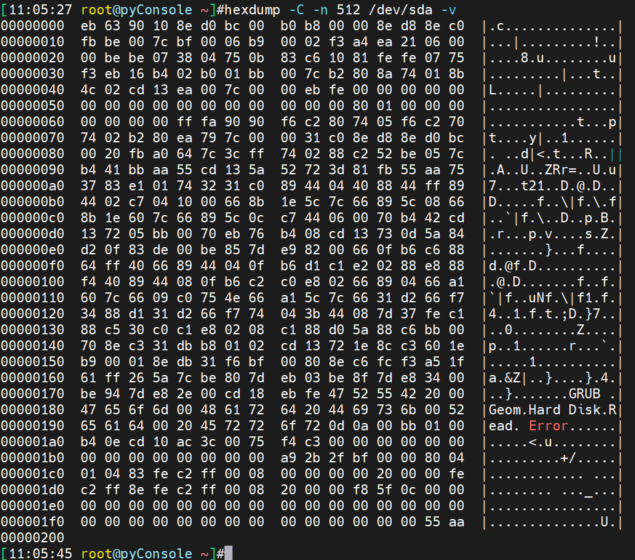 [11:05:27 root@pyConsole ~]#hexdump -C -n 512 /dev/sda -v
00000000  eb 63 90 10 8e d0 bc 00  b0 b8 00 00 8e d8 8e c0  |.c..............|
00000010  fb be 00 7c bf 00 06 b9  00 02 f3 a4 ea 21 06 00  |...|.........!..|
00000020  00 be be 07 38 04 75 0b  83 c6 10 81 fe fe 07 75  |....8.u........u|
00000030  f3 eb 16 b4 02 b0 01 bb  00 7c b2 80 8a 74 01 8b  |.........|...t..|
00000040  4c 02 cd 13 ea 00 7c 00  00 eb fe 00 00 00 00 00  |L.....|.........|
00000050  00 00 00 00 00 00 00 00  00 00 00 80 01 00 00 00  |................|
00000060  00 00 00 00 ff fa 90 90  f6 c2 80 74 05 f6 c2 70  |...........t...p|
00000070  74 02 b2 80 ea 79 7c 00  00 31 c0 8e d8 8e d0 bc  |t....y|..1......|
00000080  00 20 fb a0 64 7c 3c ff  74 02 88 c2 52 be 05 7c  |. ..d|<.t...R..||
00000090  b4 41 bb aa 55 cd 13 5a  52 72 3d 81 fb 55 aa 75  |.A..U..ZRr=..U.u|
000000a0  37 83 e1 01 74 32 31 c0  89 44 04 40 88 44 ff 89  |7...t21..D.@.D..|
000000b0  44 02 c7 04 10 00 66 8b  1e 5c 7c 66 89 5c 08 66  |D.....f..\|f.\.f|
000000c0  8b 1e 60 7c 66 89 5c 0c  c7 44 06 00 70 b4 42 cd  |..`|f.\..D..p.B.|
000000d0  13 72 05 bb 00 70 eb 76  b4 08 cd 13 73 0d 5a 84  |.r...p.v....s.Z.|
000000e0  d2 0f 83 de 00 be 85 7d  e9 82 00 66 0f b6 c6 88  |.......}...f....|
000000f0  64 ff 40 66 89 44 04 0f  b6 d1 c1 e2 02 88 e8 88  |d.@f.D..........|
00000100  f4 40 89 44 08 0f b6 c2  c0 e8 02 66 89 04 66 a1  |.@.D.......f..f.|
00000110  60 7c 66 09 c0 75 4e 66  a1 5c 7c 66 31 d2 66 f7  |`|f..uNf.\|f1.f.|
00000120  34 88 d1 31 d2 66 f7 74  04 3b 44 08 7d 37 fe c1  |4..1.f.t.;D.}7..|
00000130  88 c5 30 c0 c1 e8 02 08  c1 88 d0 5a 88 c6 bb 00  |..0........Z....|
00000140  70 8e c3 31 db b8 01 02  cd 13 72 1e 8c c3 60 1e  |p..1......r...`.|
00000150  b9 00 01 8e db 31 f6 bf  00 80 8e c6 fc f3 a5 1f  |.....1..........|
00000160  61 ff 26 5a 7c be 80 7d  eb 03 be 8f 7d e8 34 00  |a.&Z|..}....}.4.|
00000170  be 94 7d e8 2e 00 cd 18  eb fe 47 52 55 42 20 00  |..}.......GRUB .|
00000180  47 65 6f 6d 00 48 61 72  64 20 44 69 73 6b 00 52  |Geom.Hard Disk.R|
00000190  65 61 64 00 20 45 72 72  6f 72 0d 0a 00 bb 01 00  |ead. Error......|
000001a0  b4 0e cd 10 ac 3c 00 75  f4 c3 00 00 00 00 00 00  |.....<.u........|
000001b0  00 00 00 00 00 00 00 00  a9 2b 2f bf 00 00 80 04  |.........+/.....|
000001c0  01 04 83 fe c2 ff 00 08  00 00 00 00 20 00 00 fe  |............ ...|
000001d0  c2 ff 8e fe c2 ff 00 08  20 00 00 f8 5f 0c 00 00  |........ ..._...|
000001e0  00 00 00 00 00 00 00 00  00 00 00 00 00 00 00 00  |................|
000001f0  00 00 00 00 00 00 00 00  00 00 00 00 00 00 55 aa  |..............U.|
00000200
[11:05:45 root@pyConsole ~]#